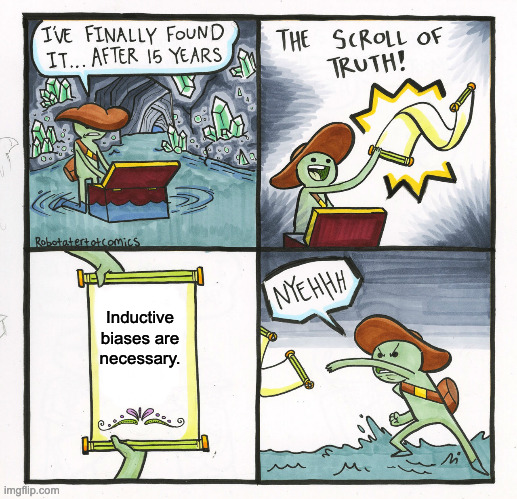 I'VE FINALLY FOUND
IT... AFTER 15 YEARS
THE SCROLL OF
TRUTH!
Robotatertotcomics
Inductive
biases are
necessary.
NYEHHH
imgflip.com